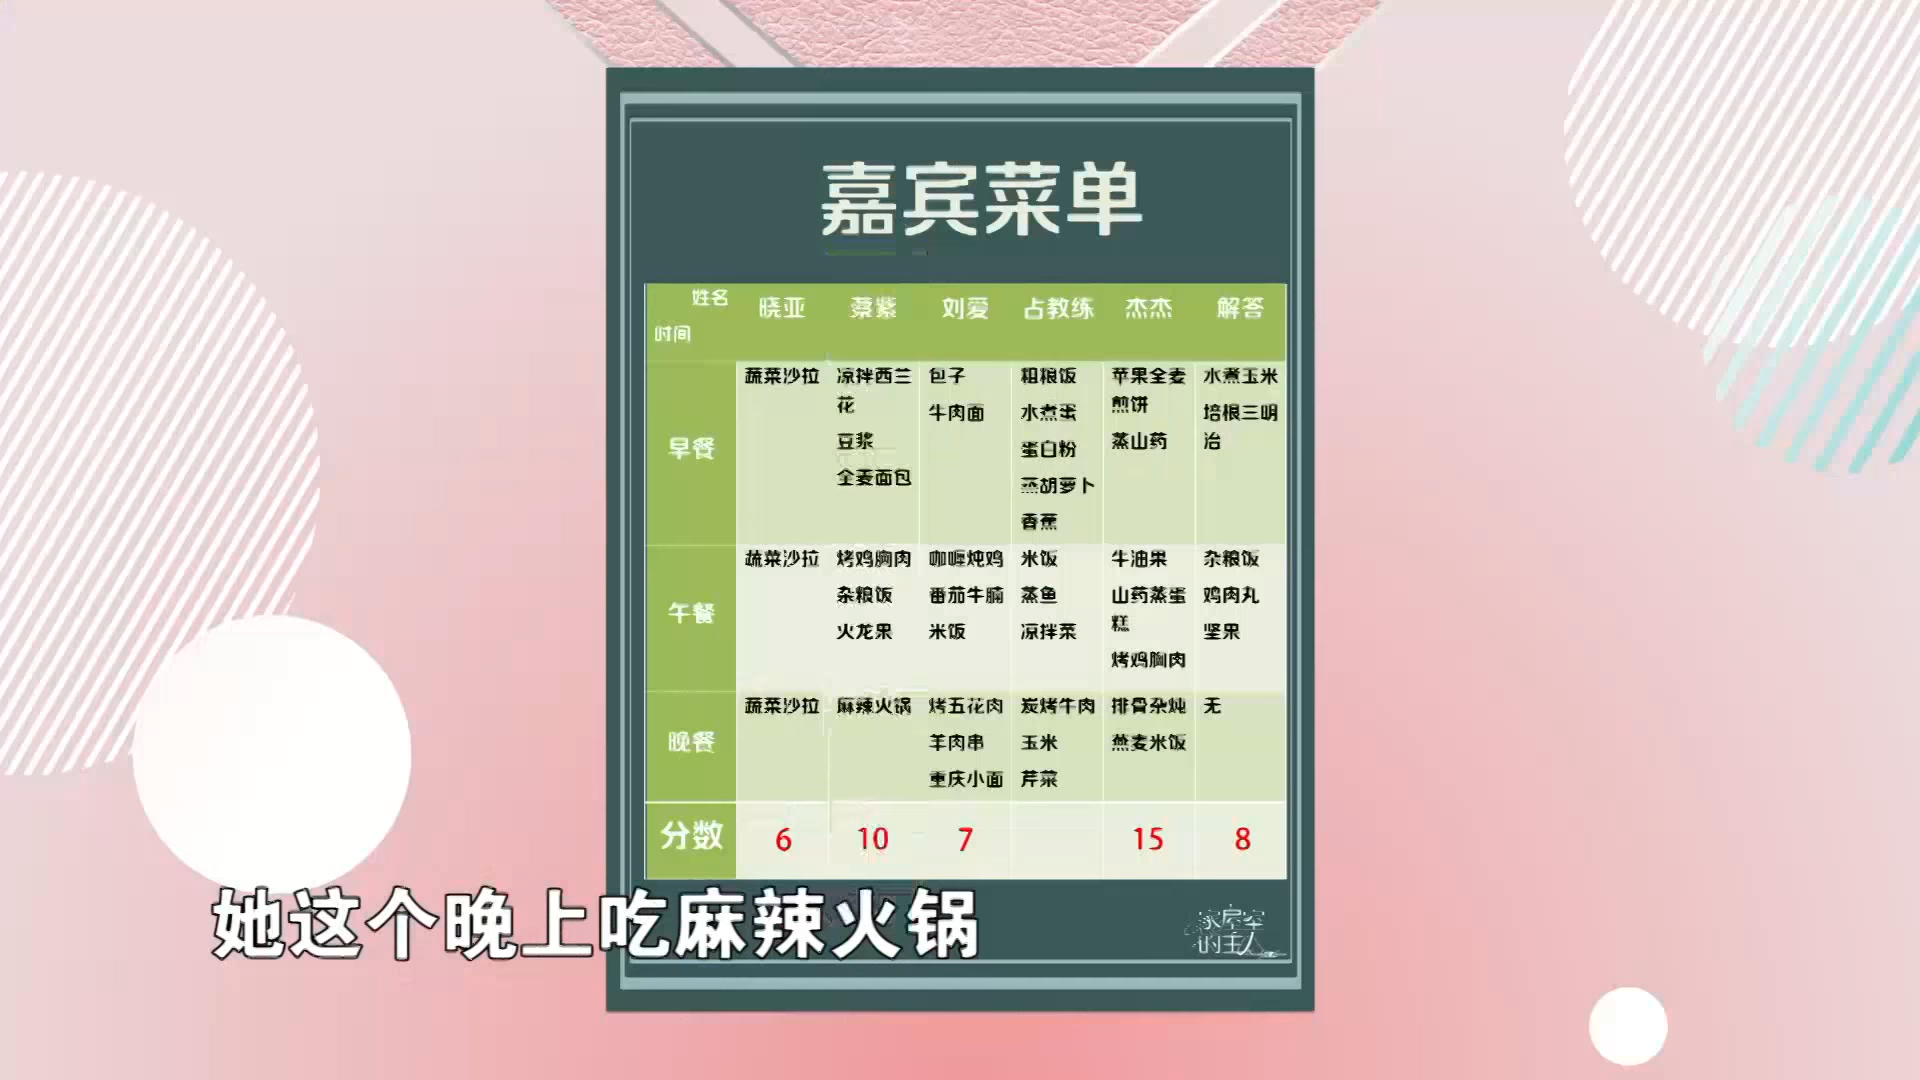 嘉宾菜单
姓名 晓亚 蔡紫 刘爱 占教练 杰杰 解答
时间
早餐
蔬菜沙拉
凉拌西兰
花
豆浆
全麦面包
包子
牛肉面
粗粮饭
水煮蛋
蛋白粉
蒸胡萝卜
香蕉
苹果全麦
煎饼
蒸山药
水煮玉米
培根三明
治
午餐
蔬菜沙拉
烤鸡胸肉
杂粮饭
火龙果
咖喱炖鸡
番茄牛腩
米饭
米饭
蒸鱼
凉拌菜
牛油果
山药蒸蛋
糕
烤鸡胸肉
杂粮饭
鸡肉丸
坚果
晚餐
蔬菜沙拉
麻辣火锅
烤五花肉
羊肉串
重庆小面
炭烤牛肉
玉米
芹菜
排骨杂炖
燕麦米饭
无
分数 6 10 7 15 8
她这个晚上吃麻辣火锅
的主人